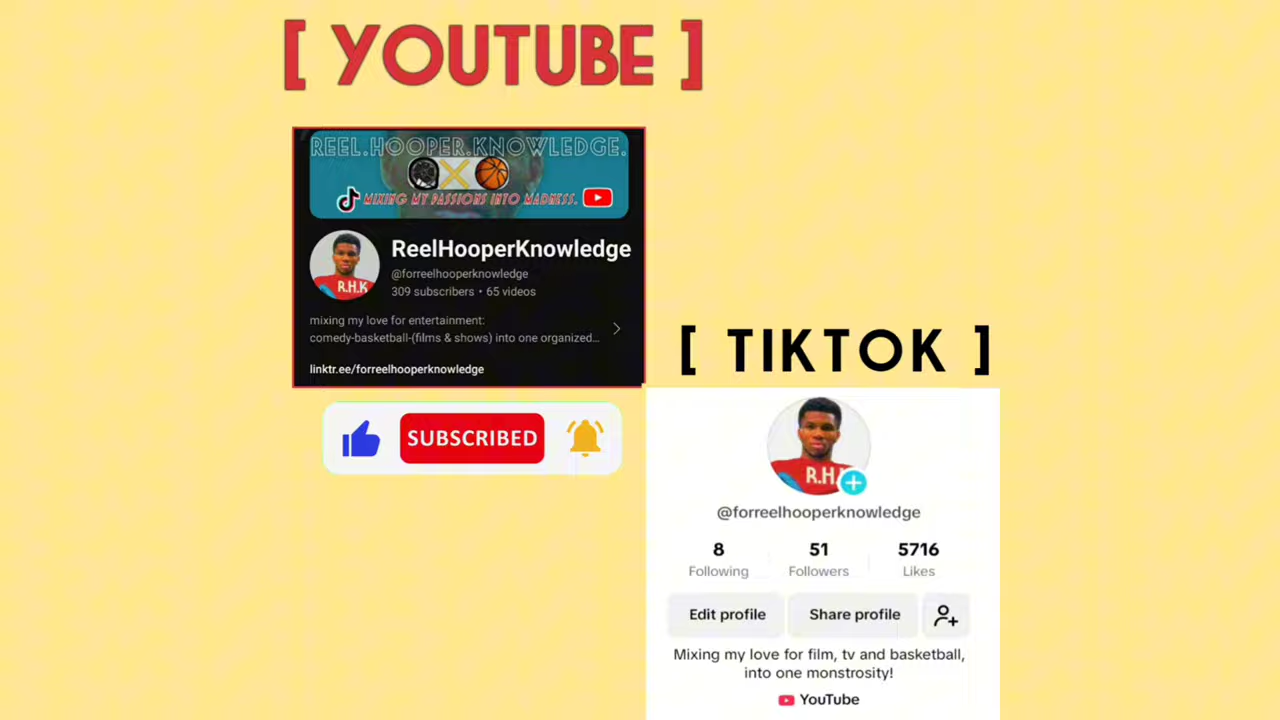 [ YOUTUBE ]
REEL.HOOPER.KNOWLEDGE.
MIXING MY PASSIONS INTO MADNESS.
R.H.K
ReelHooperKnowledge
@forreelhooperknowledge
309 subscribers • 65 videos
mixing my love for entertainment:
comedy-basketball-(films & shows) into one organized...
linktr.ee/forreelhooperknowledge
SUBSCRIBED
[ TIKTOK ]
R.H.
@forreelhooperknowledge
8 51 5716
Following Followers Likes
Edit profile Share profile
Mixing my love for film, tv and basketball,
into one monstrosity!
YouTube